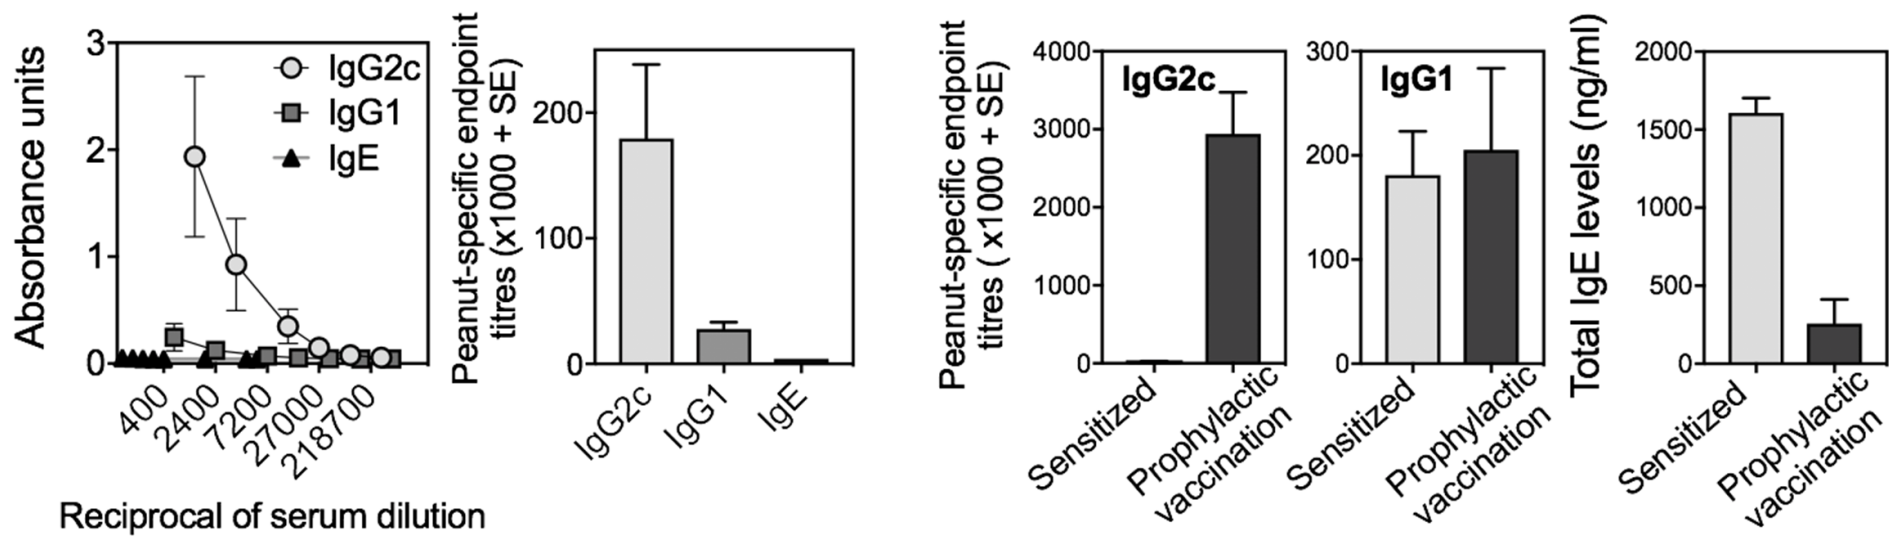 Absorbance units
3
2
1
0
IgG2c
IgG1
IgE
400
2400
7200
27000
218700
Reciprocal of serum dilution
Peanut-specific endpoint
titres (x1000 + SE)
200
100
0
IgG2c
IgG1
IgE
Peanut-specific endpoint
titres ( x1000 + SE)
4000
3000
2000
1000
0
IgG2c
Sensitized
Prophylactic
vaccination
300
200
100
0
IgG1
Sensitized
Prophylactic
vaccination
Total IgE levels (ng/ml)
2000
1500
1000
500
0
Sensitized
Prophylactic
vaccination